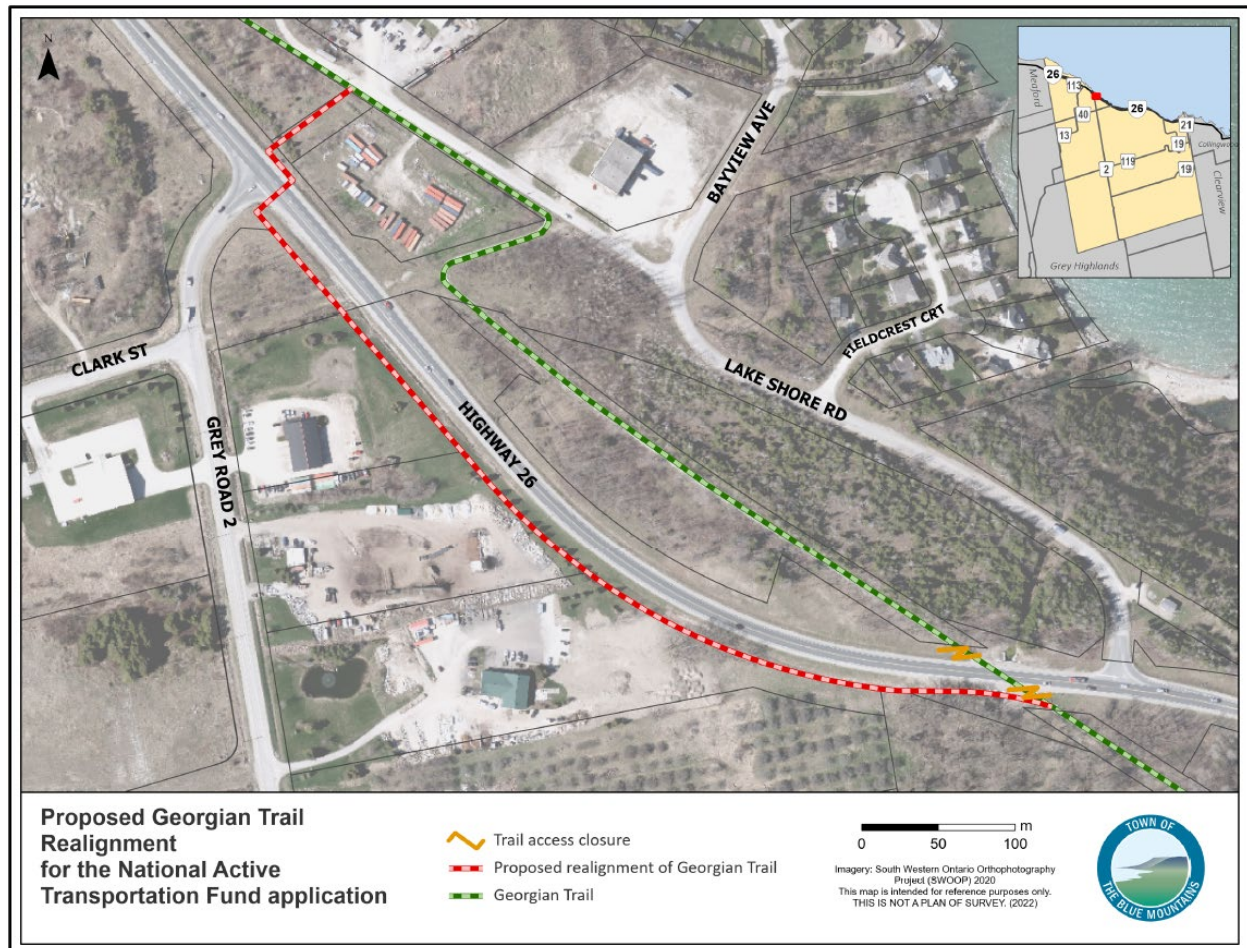 N
26
113
26
Meaford
40
21
13
19
Collingwood
2
119
19
Clearview
Grey Highlands
BAYVIEW AVE
FIELDCREST CRT
LAKE SHORE RD
CLARK ST
GREY ROAD 2
HIGHWAY 26
Proposed Georgian Trail
Realignment
for the National Active
Transportation Fund application
Trail access closure
Proposed realignment of Georgian Trail
Georgian Trail
m
0 50 100
Imagery: South Western Ontario Orthophotography
Project (SWOOP) 2020
This map is intended for reference purposes only.
THIS IS NOT A PLAN OF SURVEY. (2022)
TOWN OF
THE BLUE MOUNTAINS